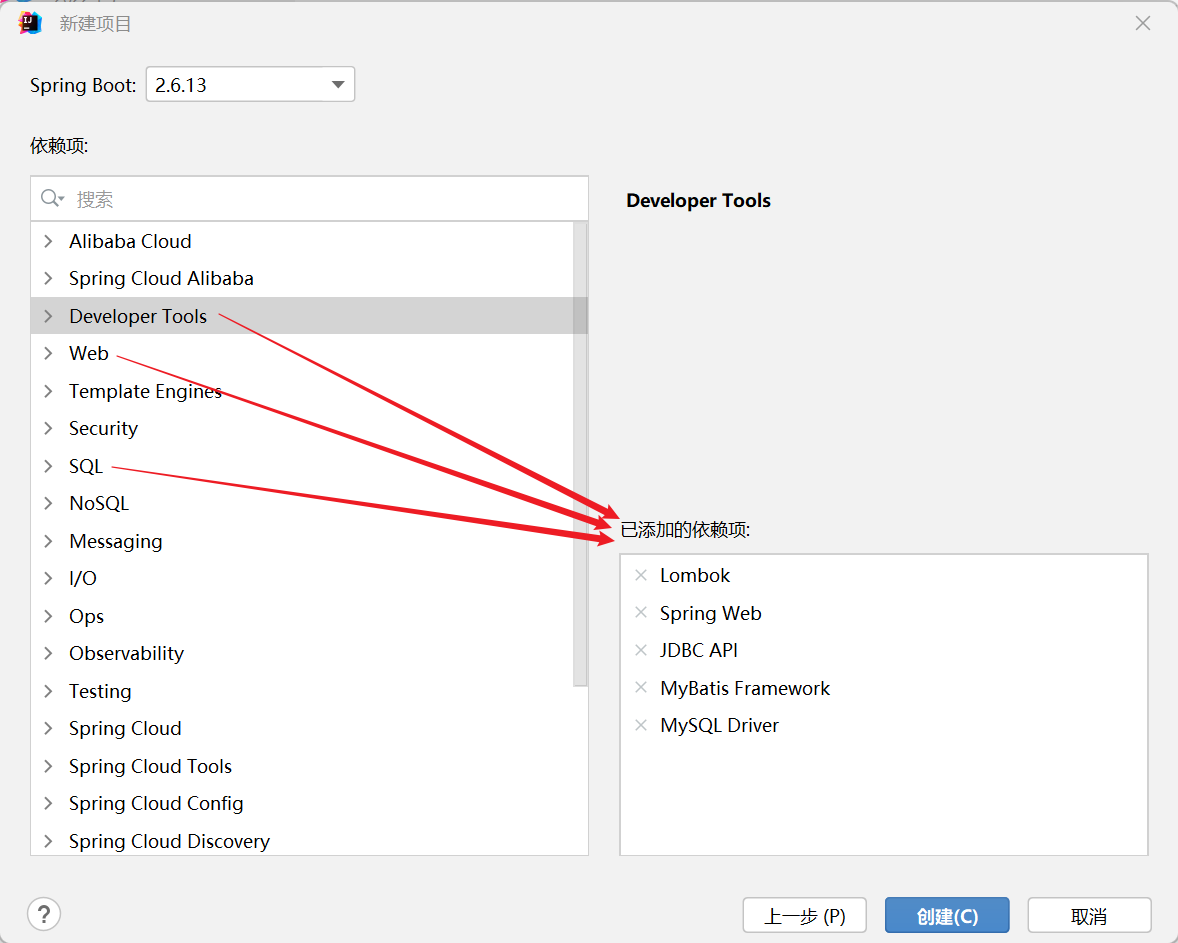 新建项目
Spring Boot: 2.6.13
依赖项:
搜索
Alibaba Cloud
Spring Cloud Alibaba
Developer Tools
Web
Template Engines
Security
SQL
NoSQL
Messaging
I/O
Ops
Observability
Testing
Spring Cloud
Spring Cloud Tools
Spring Cloud Config
Spring Cloud Discovery
Developer Tools
已添加的依赖项:
Lombok
Spring Web
JDBC API
MyBatis Framework
MySQL Driver
?
上一步 (P) 创建(C) 取消